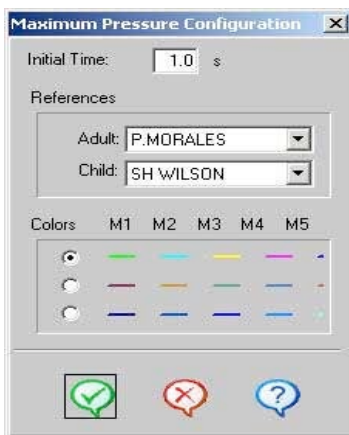 Maximum Pressure Configuration
Initial Time: 1.0 s
References
Adult: P.MORALES
Child: SH WILSON
Colors M1 M2 M3 M4 M5
?